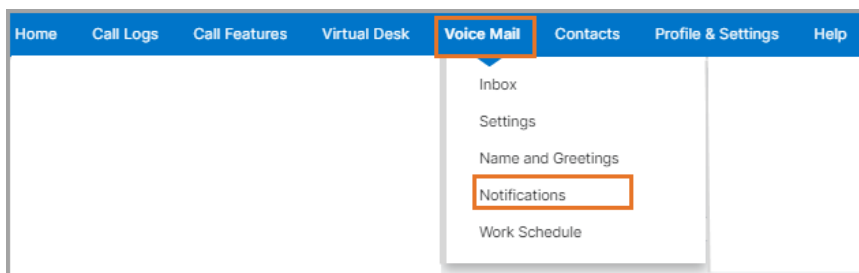 Home Call Logs Call Features Virtual Desk Voice Mail Contacts Profile & Settings Help
Inbox
Settings
Name and Greetings
Notifications
Work Schedule